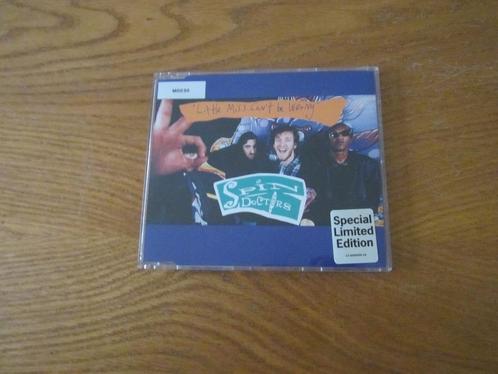 "Little Miss Can't be Wrong"
SPIN
DOCTORS
Special
Limited
Edition